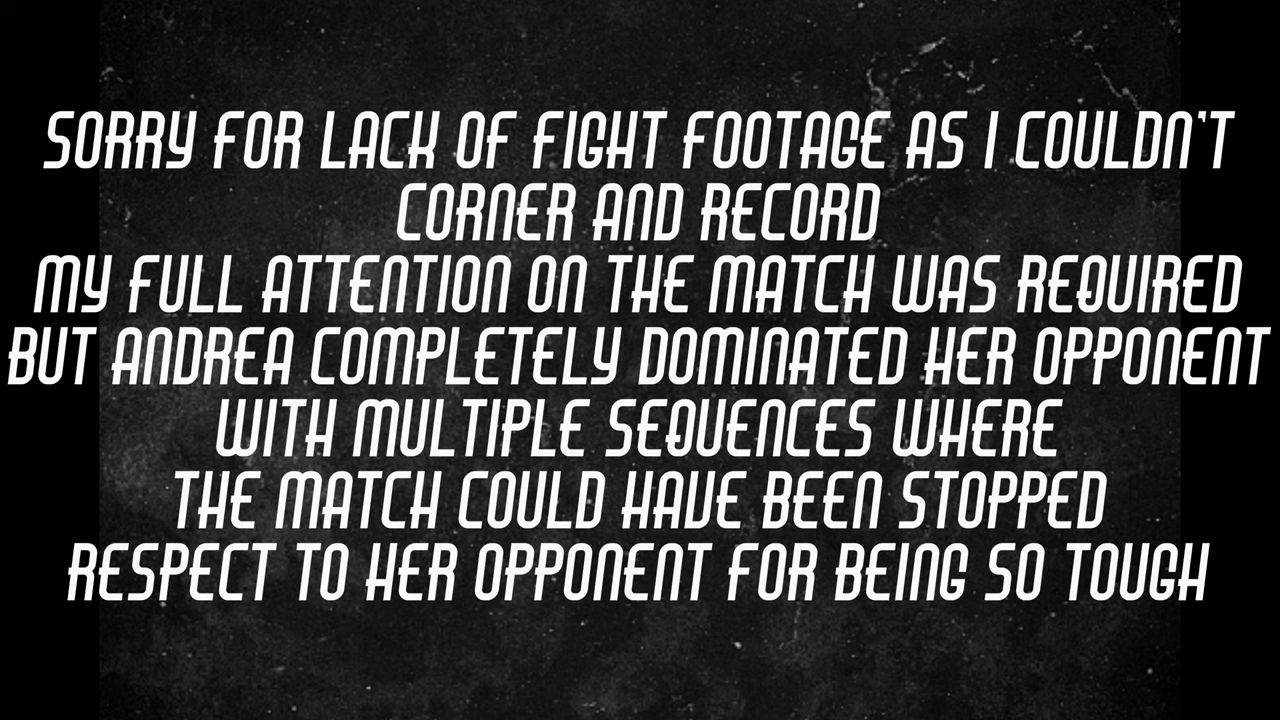 SORRY FOR LACK OF FIGHT FOOTAGE AS I COULDN'T
CORNER AND RECORD
MY FULL ATTENTION ON THE MATCH WAS REQUIRED
BUT ANDREA COMPLETELY DOMINATED HER OPPONENT
WITH MULTIPLE SEQUENCES WHERE
THE MATCH COULD HAVE BEEN STOPPED
RESPECT TO HER OPPONENT FOR BEING SO TOUGH